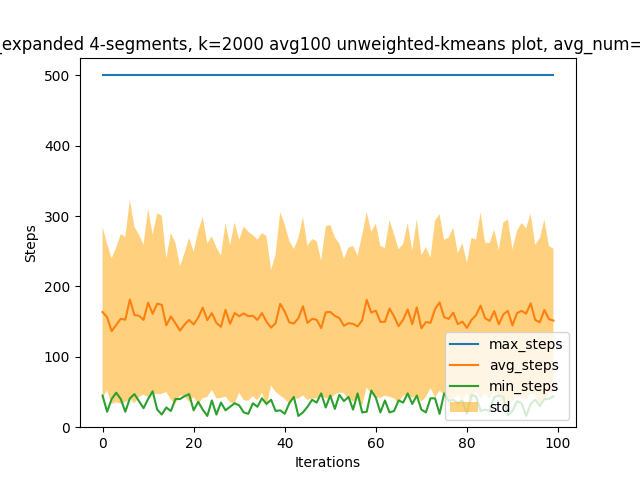 _expanded 4-segments, k=2000 avg100 unweighted-kmeans plot, avg_num=
500
400
300
200
100
0
Steps
0 20 40 60 80 100
Iterations
max_steps
avg_steps
min_steps
std